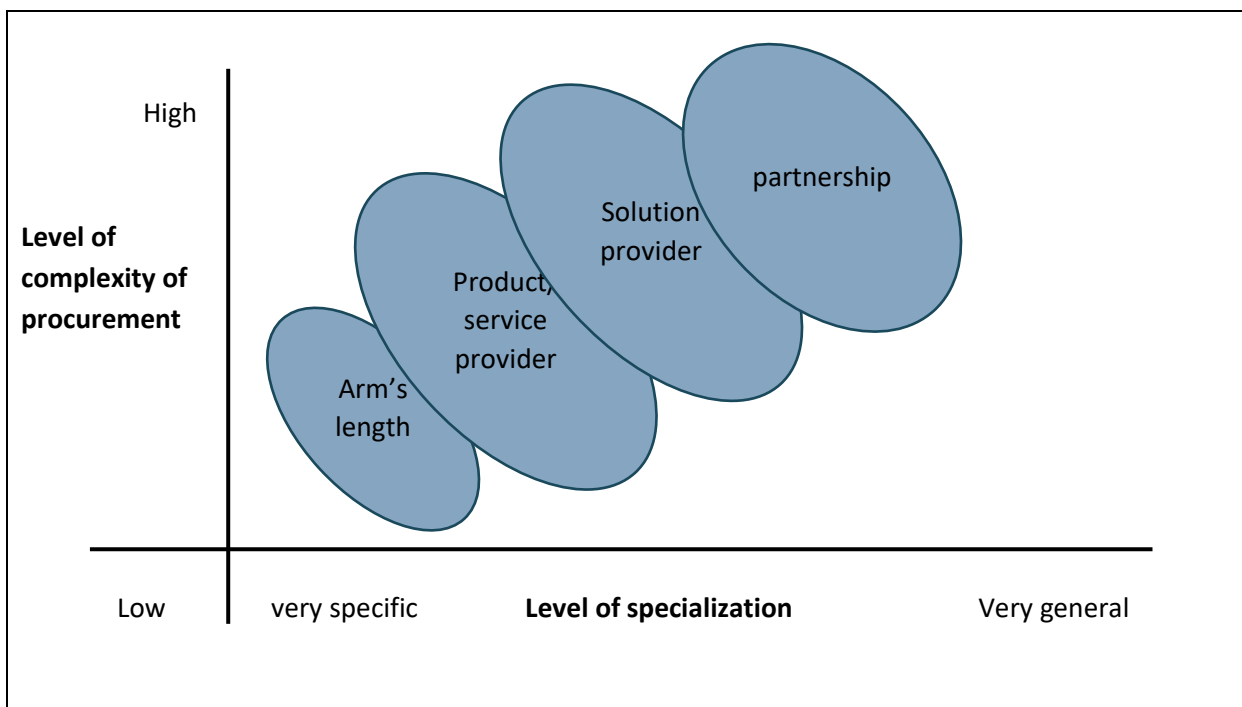 High
partnership
Solution
provider
Level of
complexity of
procurement
Product/
service
provider
Arm’s
length
Low
very specific
Level of specialization
Very general